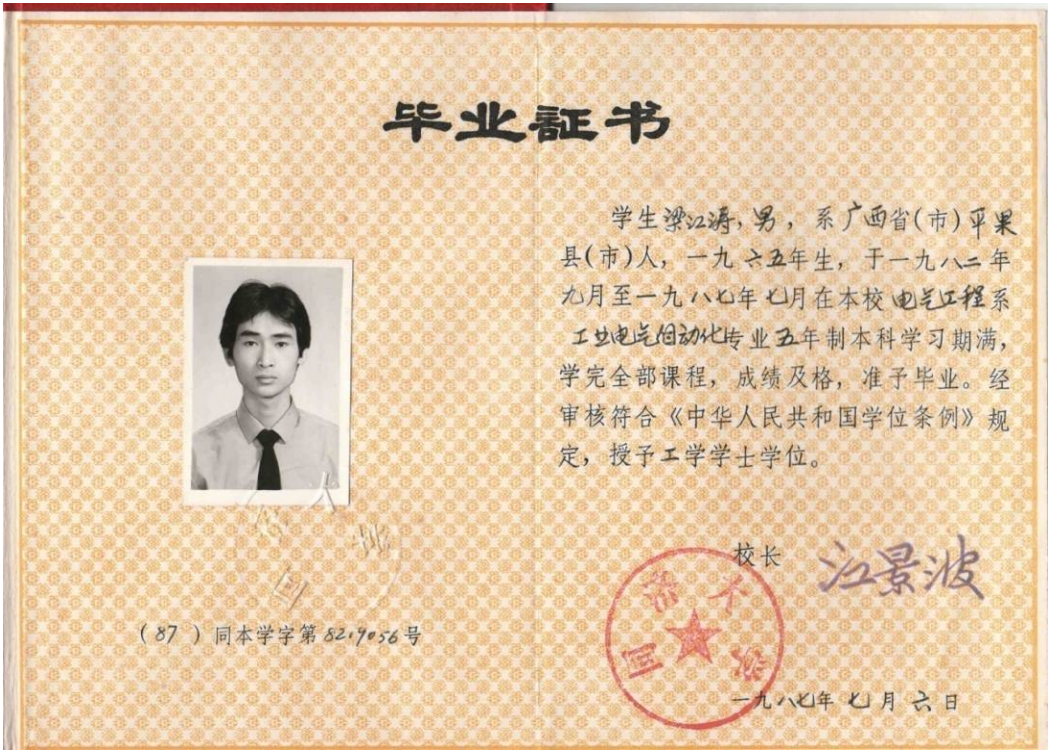 毕业証书
学生梁江涛，男，系广西省(市)平果
县(市)人，一九六五年生，于一九八二年
九月至一九八七年七月在本校电气工程系
工业电气自动化专业五年制本科学习期满，
学完全部课程，成绩及格，准予毕业。经
审核符合《中华人民共和国学位条例》规
定，授予工学学士学位。
校长 江景波
同济大学
(87)同本学字第8219056号
一九八七年七月六日